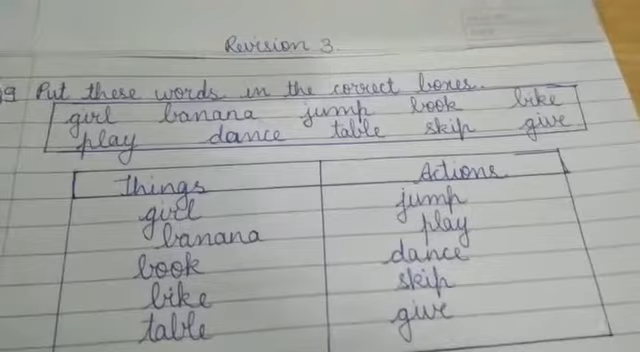 Revision 3.
9 Put these words in the correct boxes.
girl banana jump book bike
play dance table skip give
Things Actions
girl jump
banana play
book dance
bike skip
table give